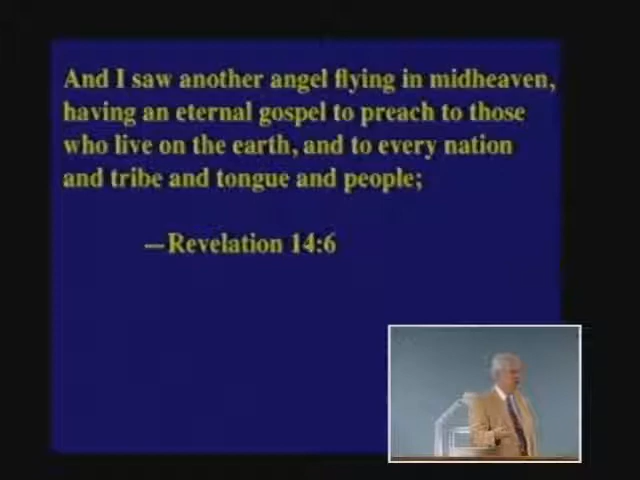 And I saw another angel flying in midheaven,
having an eternal gospel to preach to those
who live on the earth, and to every nation
and tribe and tongue and people;
—Revelation 14:6